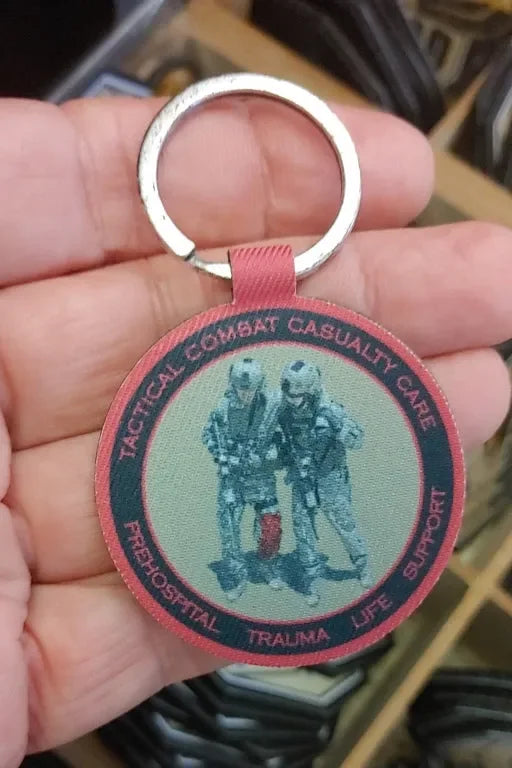 TACTICAL COMBAT CASUALTY CARE
PREHOSPITAL TRAUMA LIFE SUPPORT